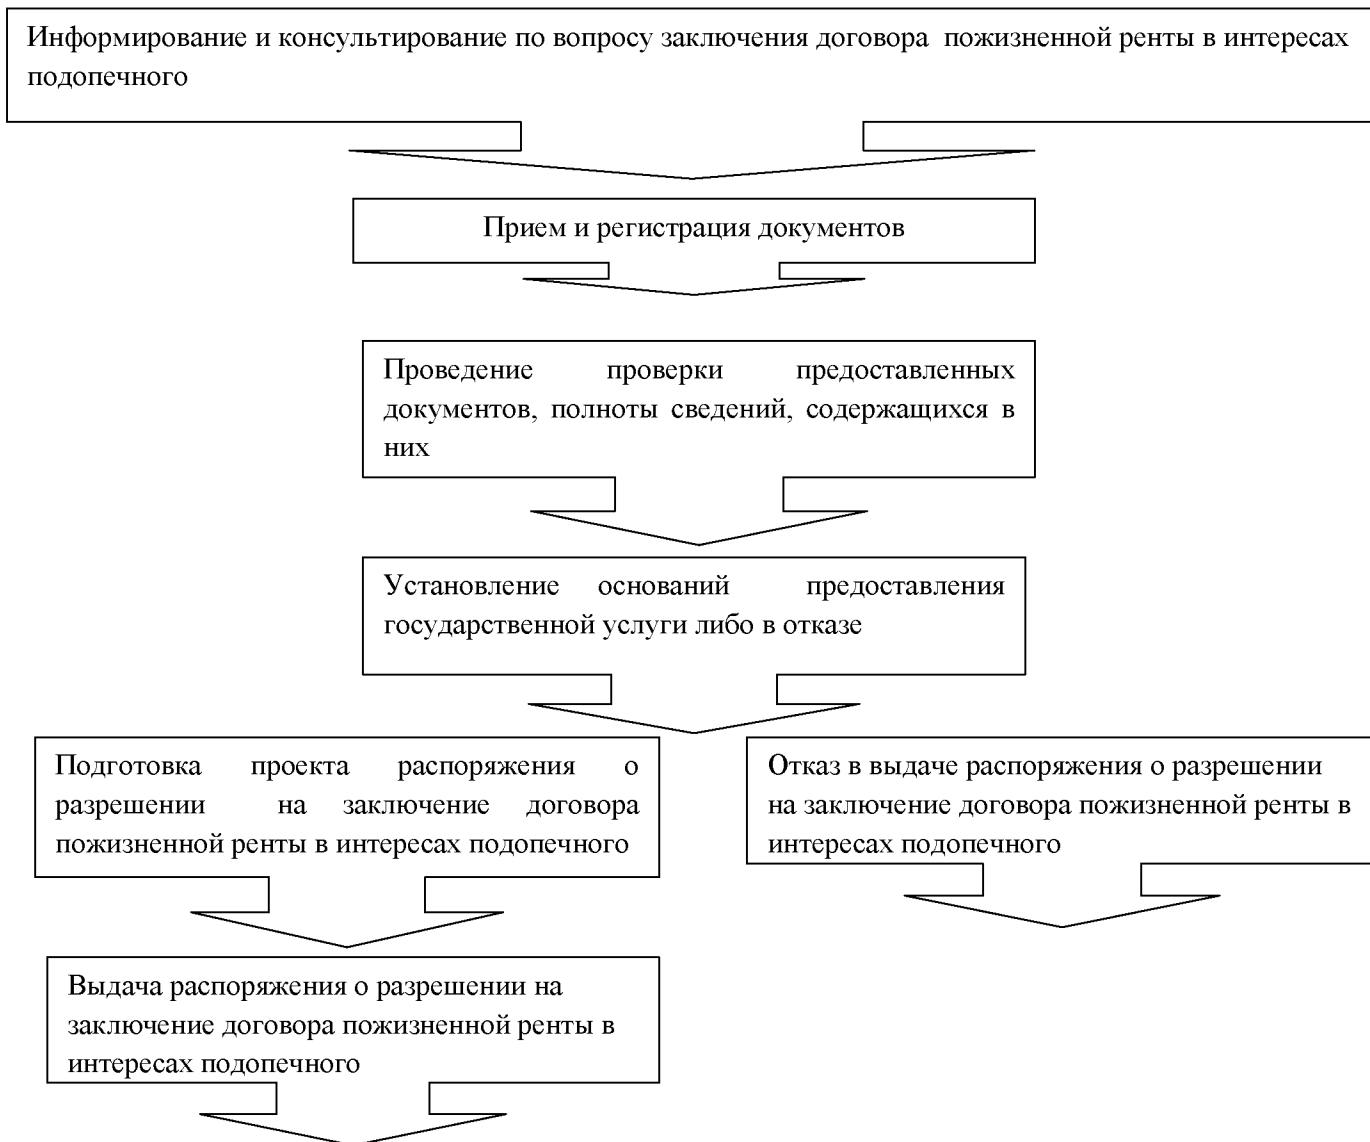 Информирование и консультирование по вопросу заключения договора пожизненной ренты в интересах
подопечного
Прием и регистрация документов
Проведение проверки предоставленных
документов, полноты сведений, содержащихся в
них
Установление оснований предоставления
государственной услуги либо в отказе
Подготовка проекта распоряжения о
разрешении на заключение договора
пожизненной ренты в интересах подопечного
Отказ в выдаче распоряжения о разрешении
на заключение договора пожизненной ренты в
интересах подопечного
Выдача распоряжения о разрешении на
заключение договора пожизненной ренты в
интересах подопечного